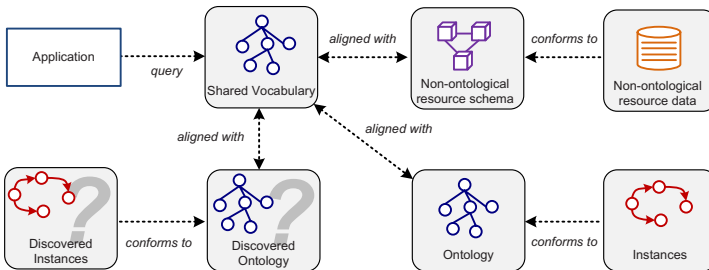 Application
query
Shared Vocabulary
aligned with
Non-ontological
resource schema
conforms to
Non-ontological
resource data
aligned with
aligned with
?
Discovered
Instances
conforms to
?
Discovered
Ontology
Ontology
conforms to
Instances